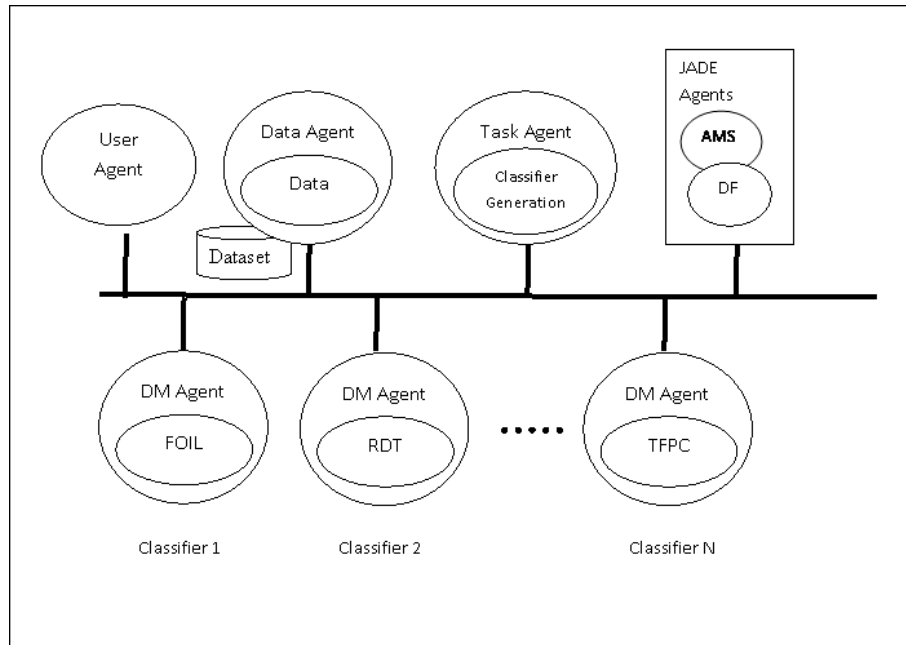 User
Agent
Data Agent
Data
Dataset
Task Agent
Classifier
Generation
JADE
Agents
AMS
DF
DM Agent
FOIL
Classifier 1
DM Agent
RDT
Classifier 2
.....
DM Agent
TFPC
Classifier N